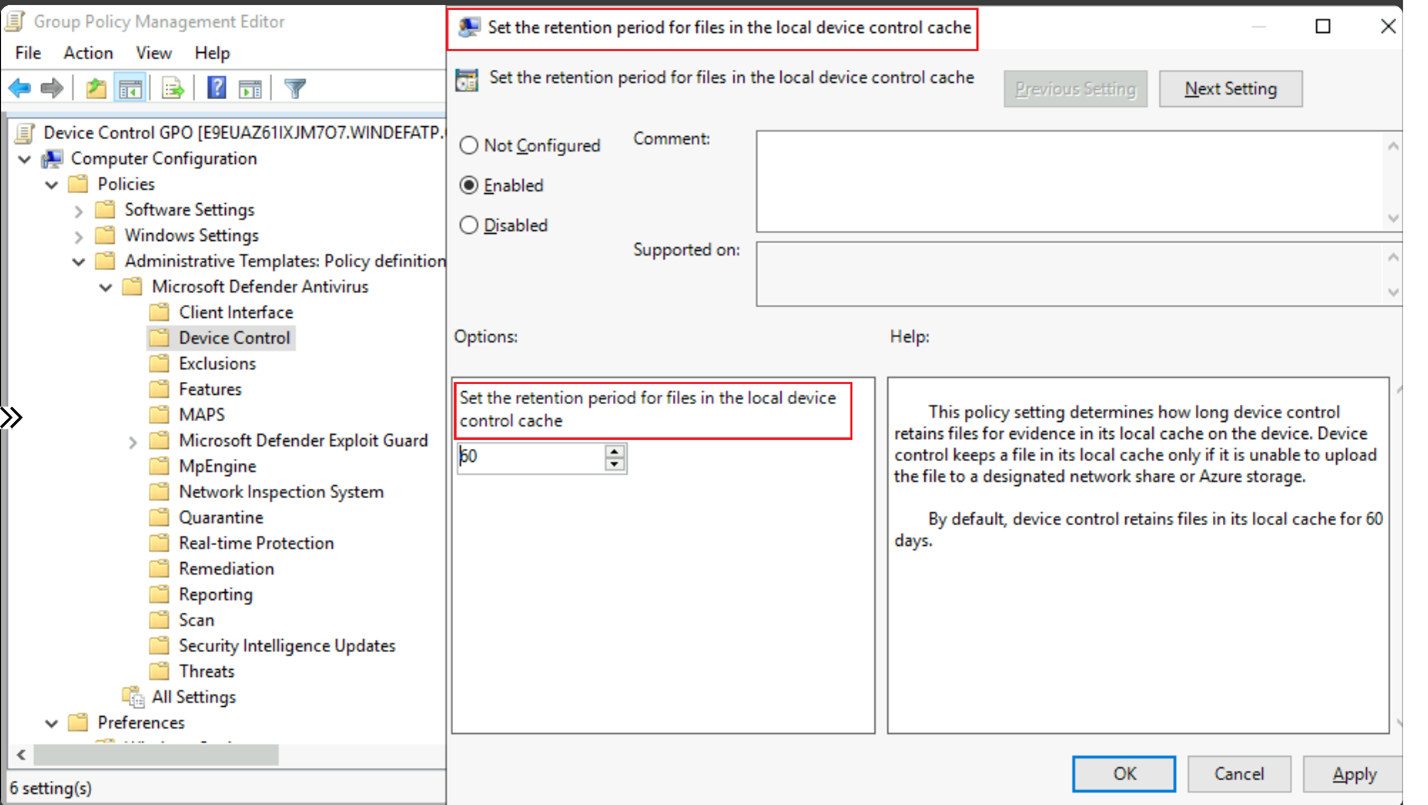 Group Policy Management Editor
File Action View Help
Device Control GPO [E9EUAZ61IXJM7O7.WINDEFATP.
Computer Configuration
Policies
Software Settings
Windows Settings
Administrative Templates: Policy definition
Microsoft Defender Antivirus
Client Interface
Device Control
Exclusions
Features
MAPS
Microsoft Defender Exploit Guard
MpEngine
Network Inspection System
Quarantine
Real-time Protection
Remediation
Reporting
Scan
Security Intelligence Updates
Threats
All Settings
Preferences
6 setting(s)
Set the retention period for files in the local device control cache
Set the retention period for files in the local device control cache
Previous Setting
Next Setting
Not Configured
Enabled
Disabled
Comment:
Supported on:
Options:
Help:
Set the retention period for files in the local device
control cache
60
This policy setting determines how long device control
retains files for evidence in its local cache on the device. Device
control keeps a file in its local cache only if it is unable to upload
the file to a designated network share or Azure storage.
By default, device control retains files in its local cache for 60
days.
OK
Cancel
Apply